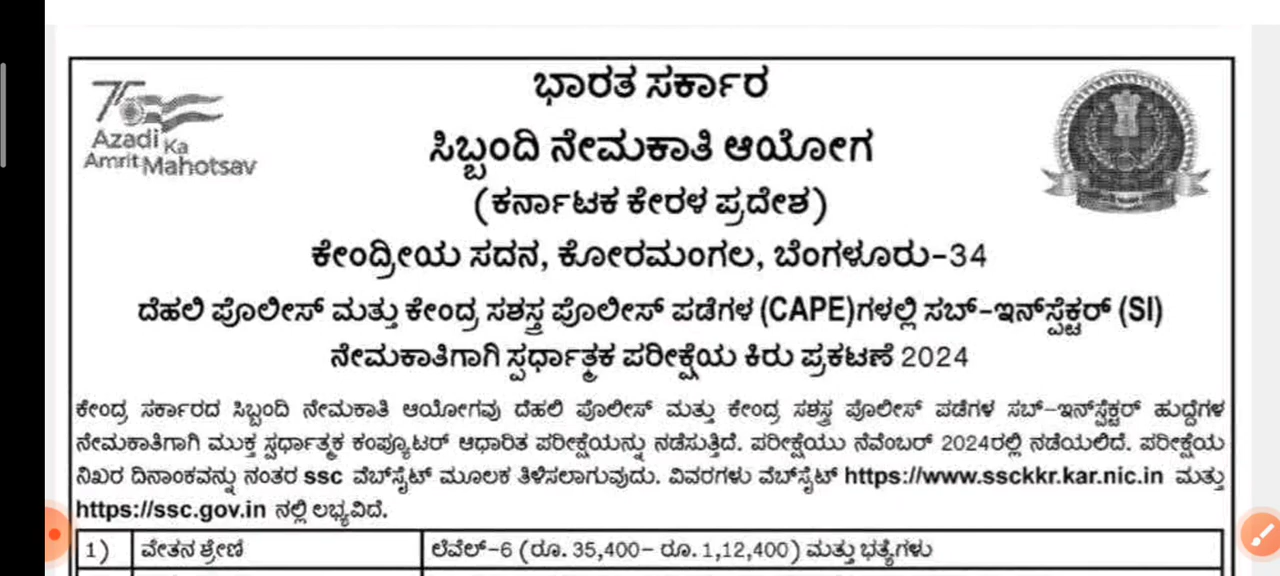 75
Azadi Ka
Amrit Mahotsav
ಭಾರತ ಸರ್ಕಾರ
ಸಿಬ್ಬಂದಿ ನೇಮಕಾತಿ ಆಯೋಗ
(ಕರ್ನಾಟಕ ಕೇರಳ ಪ್ರದೇಶ)
ಕೇಂದ್ರೀಯ ಸದನ, ಕೋರಮಂಗಲ, ಬೆಂಗಳೂರು-34
ದೆಹಲಿ ಪೊಲೀಸ್ ಮತ್ತು ಕೇಂದ್ರ ಸಶಸ್ತ್ರ ಪೊಲೀಸ್ ಪಡೆಗಳ (CAPE)ಗಳಲ್ಲಿ ಸಬ್-ಇನ್‌ಸ್ಪೆಕ್ಟರ್ (SI)
ನೇಮಕಾತಿಗಾಗಿ ಸ್ಪರ್ಧಾತ್ಮಕ ಪರೀಕ್ಷೆಯ ಕಿರು ಪ್ರಕಟಣೆ 2024
ಕೇಂದ್ರ ಸರ್ಕಾರದ ಸಿಬ್ಬಂದಿ ನೇಮಕಾತಿ ಆಯೋಗವು ದೆಹಲಿ ಪೊಲೀಸ್ ಮತ್ತು ಕೇಂದ್ರ ಸಶಸ್ತ್ರ ಪೊಲೀಸ್ ಪಡೆಗಳ ಸಬ್-ಇನ್‌ಸ್ಪೆಕ್ಟರ್ ಹುದ್ದೆಗಳ
ನೇಮಕಾತಿಗಾಗಿ ಮುಕ್ತ ಸ್ಪರ್ಧಾತ್ಮಕ ಕಂಪ್ಯೂಟರ್ ಆಧಾರಿತ ಪರೀಕ್ಷೆಯನ್ನು ನಡೆಸುತ್ತಿದೆ. ಪರೀಕ್ಷೆಯು ನೆವೆಂಬರ್ 2024ರಲ್ಲಿ ನಡೆಯಲಿದೆ. ಪರೀಕ್ಷೆಯ
ನಿಖರ ದಿನಾಂಕವನ್ನು ನಂತರ ssc ವೆಬ್‌ಸೈಟ್ ಮೂಲಕ ತಿಳಿಸಲಾಗುವುದು. ವಿವರಗಳು ವೆಬ್‌ಸೈಟ್ https://www.ssckkr.kar.nic.in ಮತ್ತು
https://ssc.gov.in ನಲ್ಲಿ ಲಭ್ಯವಿದೆ.
1) ವೇತನ ಶ್ರೇಣಿ ಲೆವೆಲ್-6 (ರೂ. 35,400- ರೂ. 1,12,400) ಮತ್ತು ಭತ್ಯೆಗಳು